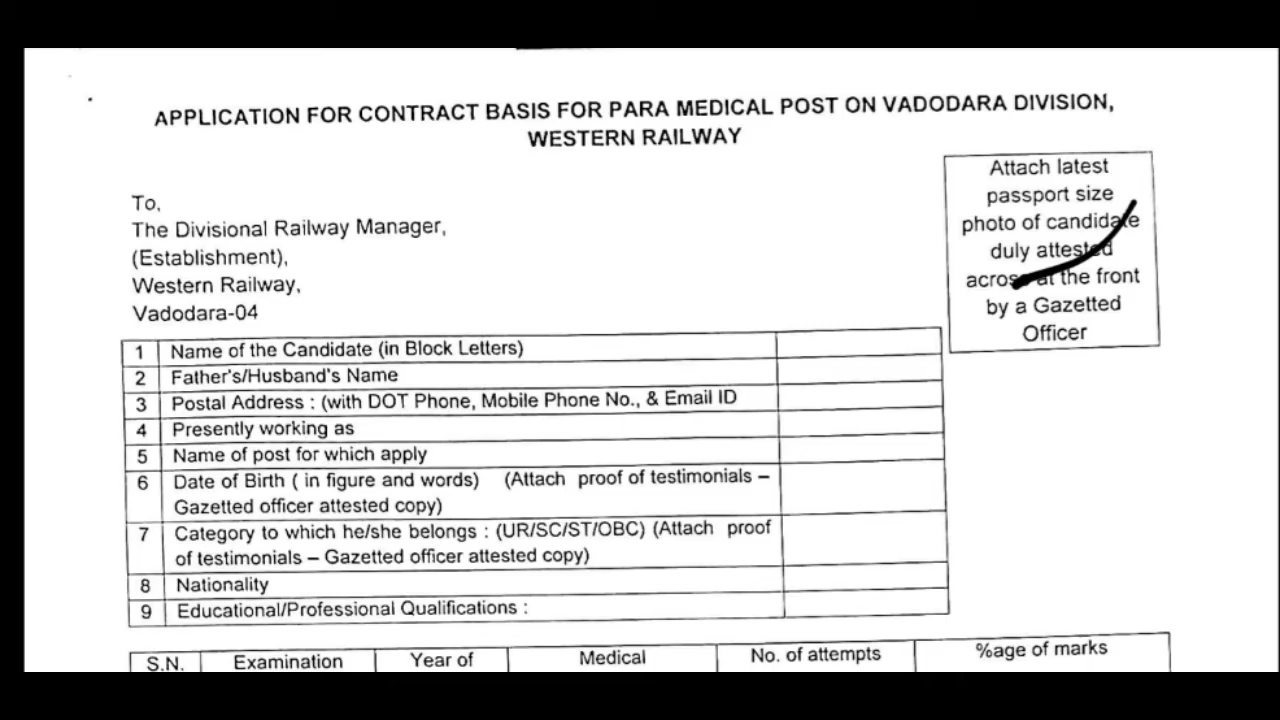 APPLICATION FOR CONTRACT BASIS FOR PARA MEDICAL POST ON VADODARA DIVISION,
WESTERN RAILWAY
Attach latest
passport size
photo of candidate
duly attested
across at the front
by a Gazetted
Officer
To,
The Divisional Railway Manager,
(Establishment),
Western Railway,
Vadodara-04
1 Name of the Candidate (in Block Letters)
2 Father's/Husband's Name
3 Postal Address : (with DOT Phone, Mobile Phone No., & Email ID
4 Presently working as
5 Name of post for which apply
6 Date of Birth ( in figure and words) (Attach proof of testimonials –
Gazetted officer attested copy)
7 Category to which he/she belongs : (UR/SC/ST/OBC) (Attach proof
of testimonials – Gazetted officer attested copy)
8 Nationality
9 Educational/Professional Qualifications :
S.N. Examination Year of Medical No. of attempts %age of marks